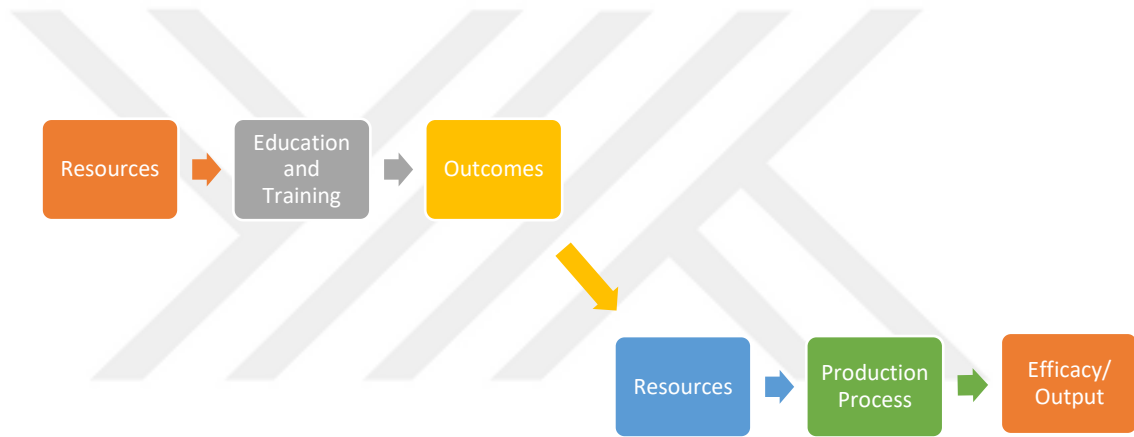 Resources
Education
and
Training
Outcomes
Resources
Production
Process
Efficacy/
Output